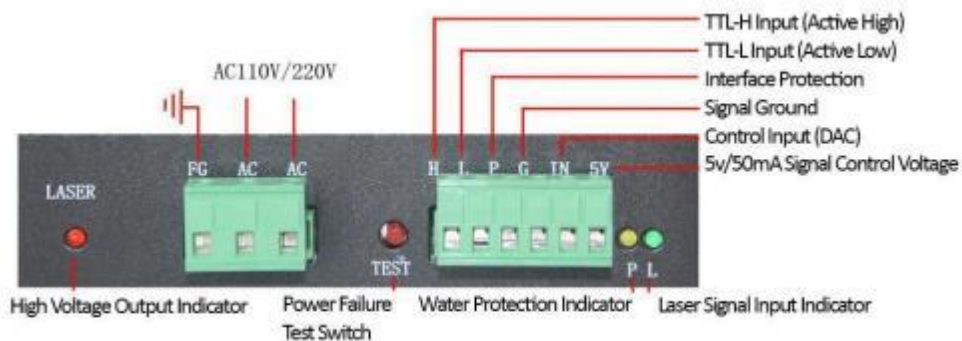 TTL-H Input (Active High)
TTL-L Input (Active Low)
AC110V/220V
Interface Protection
Signal Ground
Control Input (DAC)
5v/50mA Signal Control Voltage
FG AC AC
H L P G IN 5V
LASER
TEST
P L
High Voltage Output Indicator
Power Failure
Test Switch
Water Protection Indicator
Laser Signal Input Indicator